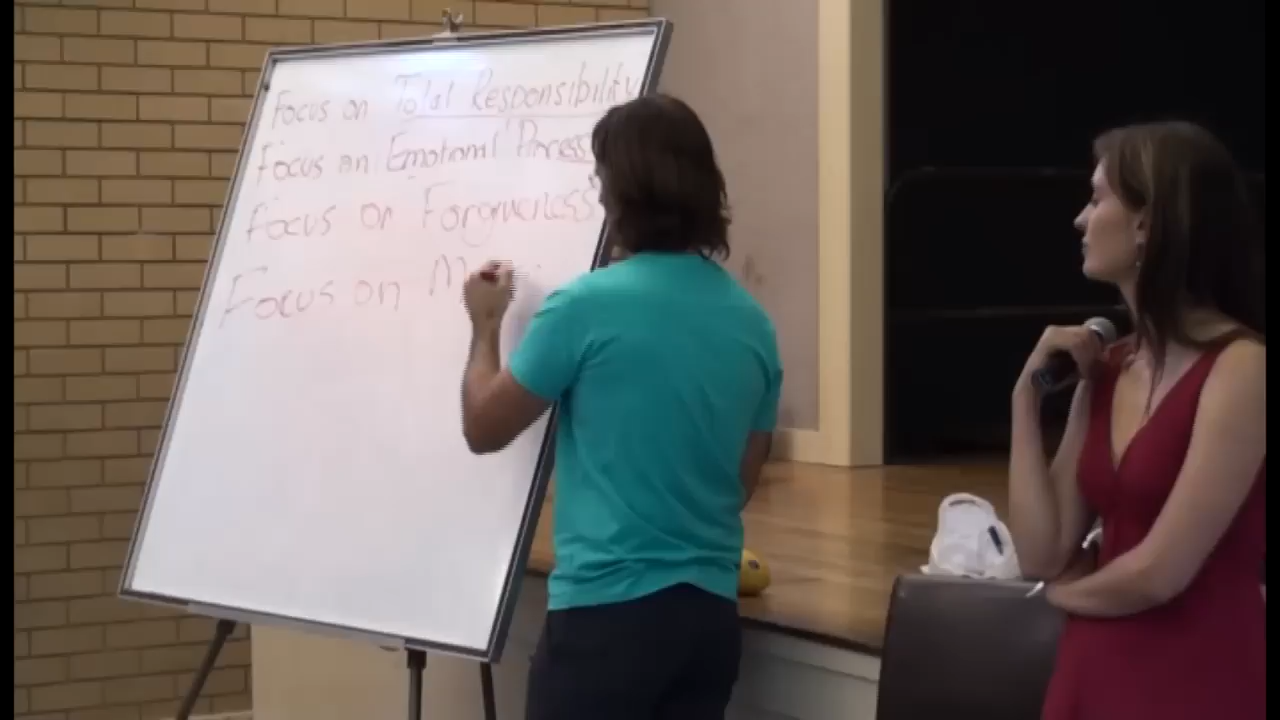 Focus on Total Responsibility
Focus on Emotional Process
Focus on Forgiveness
Focus on M